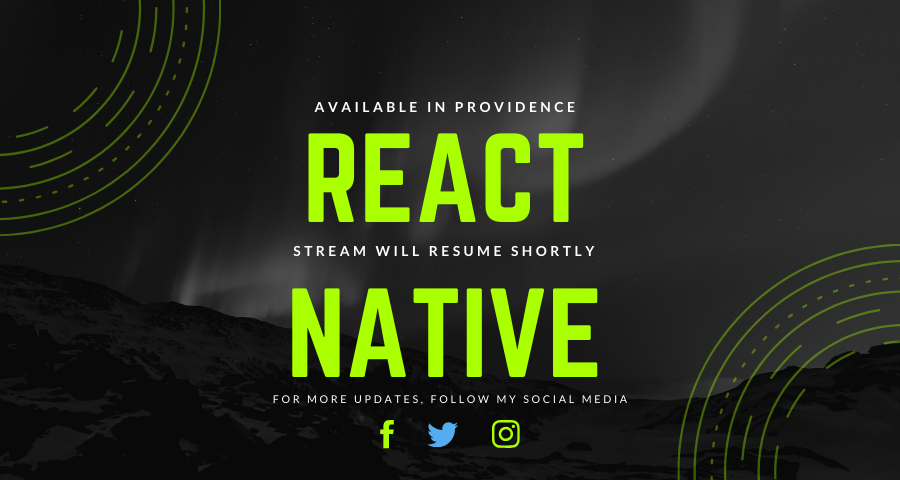 AVAILABLE IN PROVIDENCE
REACT
STREAM WILL RESUME SHORTLY
NATIVE
FOR MORE UPDATES, FOLLOW MY SOCIAL MEDIA